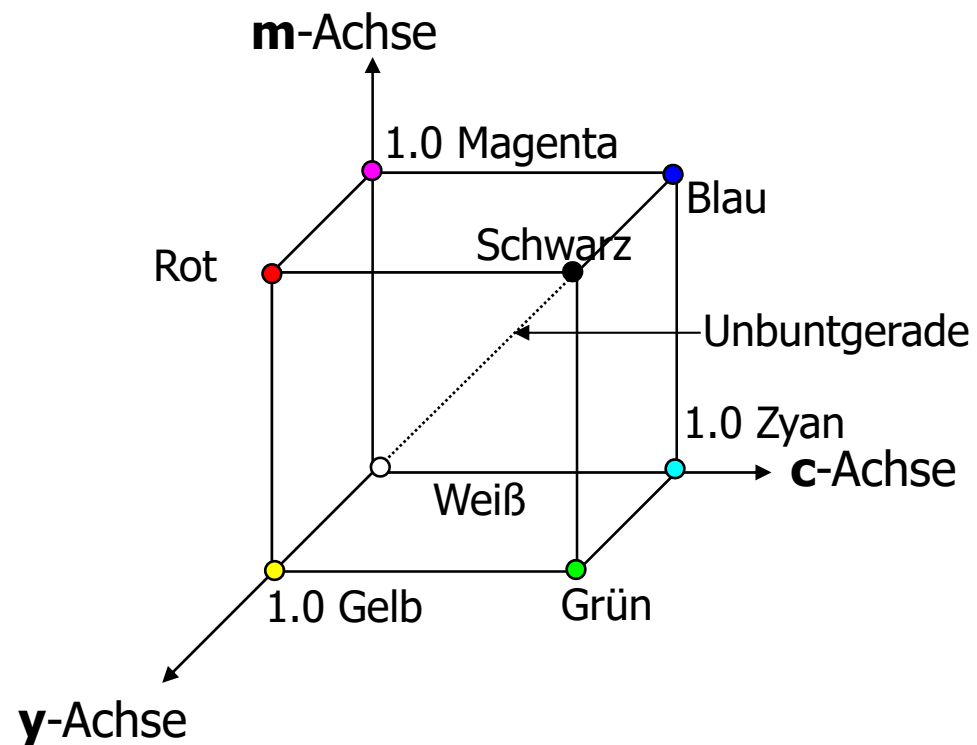 m-Achse
1.0 Magenta
Blau
Schwarz
Rot
Unbuntgerade
1.0 Zyan
c-Achse
Weiß
1.0 Gelb
Grün
y-Achse